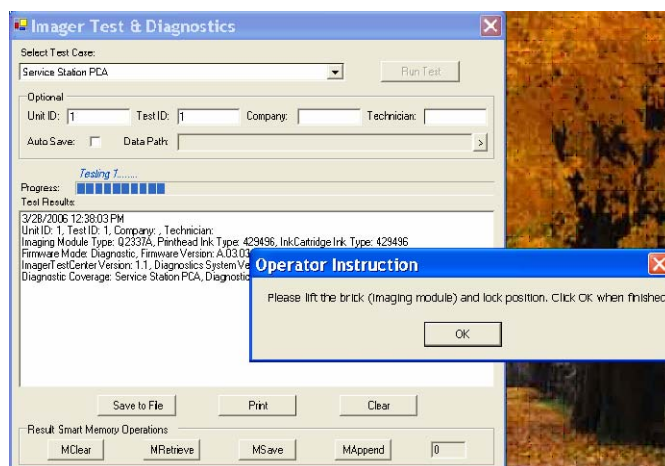 Imager Test & Diagnostics
Select Test Case:
Service Station PCA
Run Test
Optional
Unit ID: 1 Test ID: 1 Company: Technician:
Auto Save: Data Path: >
Testing 1.......
Progress:
Test Results:
3/28/2006 12:38:03 PM
Unit ID: 1, Test ID: 1, Company: , Technician:
Imaging Module Type: Q2337A, Printhead Ink Type: 429496, InkCartridge Ink Type: 429496
Firmware Mode: Diagnostic, Firmware Version: A.03.03
ImagerTestCenter Version: 1.1, Diagnostics System Ve
Diagnostic Coverage: Service Station PCA, Diagnostic
Operator Instruction
Please lift the brick (imaging module) and lock position. Click OK when finished
OK
Save to File Print Clear
Result Smart Memory Operations
MClear MRetrieve MSave MAppend 0